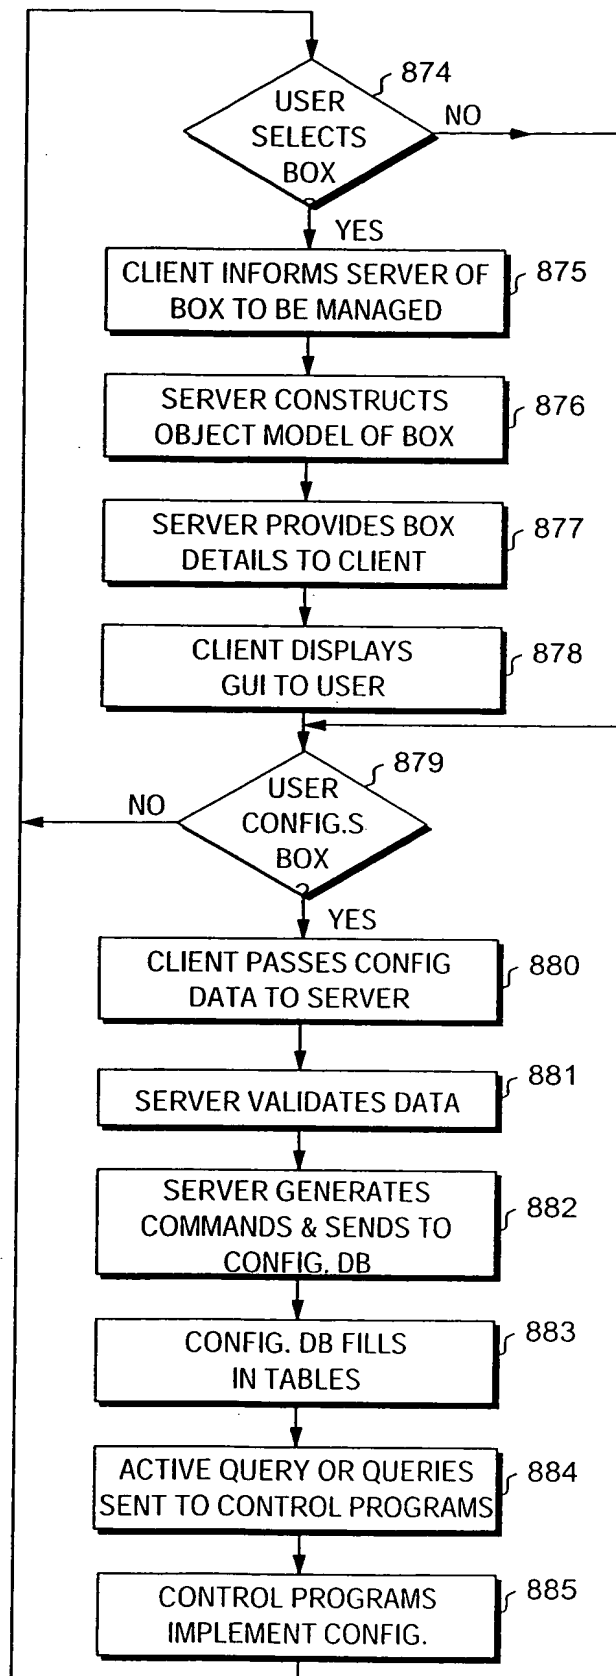 874
USER
SELECTS
BOX
?
NO
YES
CLIENT INFORMS SERVER OF
BOX TO BE MANAGED
875
SERVER CONSTRUCTS
OBJECT MODEL OF BOX
876
SERVER PROVIDES BOX
DETAILS TO CLIENT
877
CLIENT DISPLAYS
GUI TO USER
878
879
USER
CONFIG.S
BOX
?
NO
YES
CLIENT PASSES CONFIG
DATA TO SERVER
880
SERVER VALIDATES DATA
881
SERVER GENERATES
COMMANDS & SENDS TO
CONFIG. DB
882
CONFIG. DB FILLS
IN TABLES
883
ACTIVE QUERY OR QUERIES
SENT TO CONTROL PROGRAMS
884
CONTROL PROGRAMS
IMPLEMENT CONFIG.
885